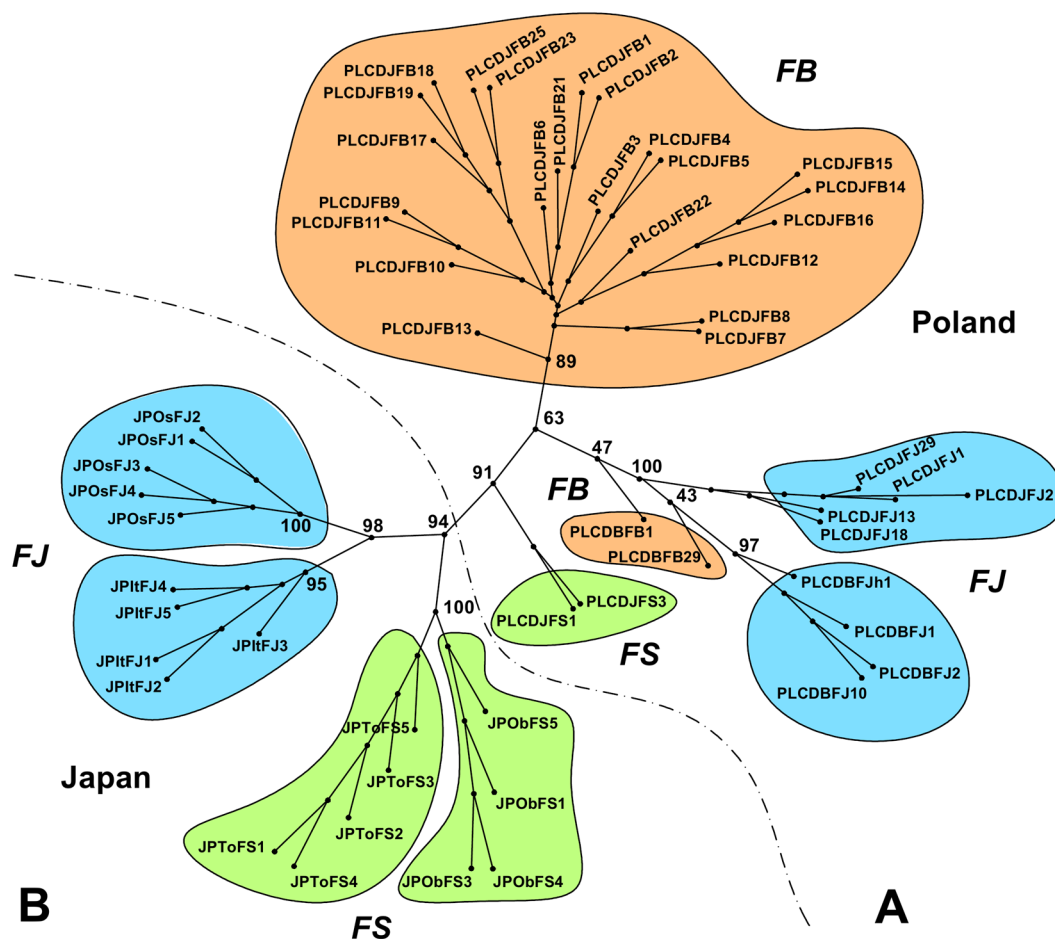 PLCDJFB25
PLCDJFB23
PLCDJFB1
PLCDJFB2
FB
PLCDJFB18
PLCDJFB19
PLCDJFB21
PLCDJFB6
PLCDJFB17
PLCDJFB3
PLCDJFB4
PLCDJFB5
PLCDJFB15
PLCDJFB14
PLCDJFB16
PLCDJFB9
PLCDJFB11
PLCDJFB22
PLCDJFB10
PLCDJFB12
PLCDJFB13
PLCDJFB8
PLCDJFB7
Poland
89
63
JPOsFJ2
JPOsFJ1
JPOsFJ3
JPOsFJ4
JPOsFJ5
100
98
94
91
47
100
FB
43
PLCDJFJ29
PLCDJFJ1
PLCDJFJ2
PLCDJFJ13
PLCDJFJ18
FJ
PLCDBFB1
PLCDBFB29
97
FJ
JPItFJ4
JPItFJ5
95
JPItFJ3
JPItFJ1
JPItFJ2
100
PLCDJFS3
PLCDJFS1
FS
PLCDBFJh1
PLCDBFJ1
PLCDBFJ2
PLCDBFJ10
Japan
JPToFS5
JPToFS3
JPToFS2
JPToFS1
JPToFS4
JPObFS5
JPObFS1
JPObFS3
JPObFS4
B
FS
A